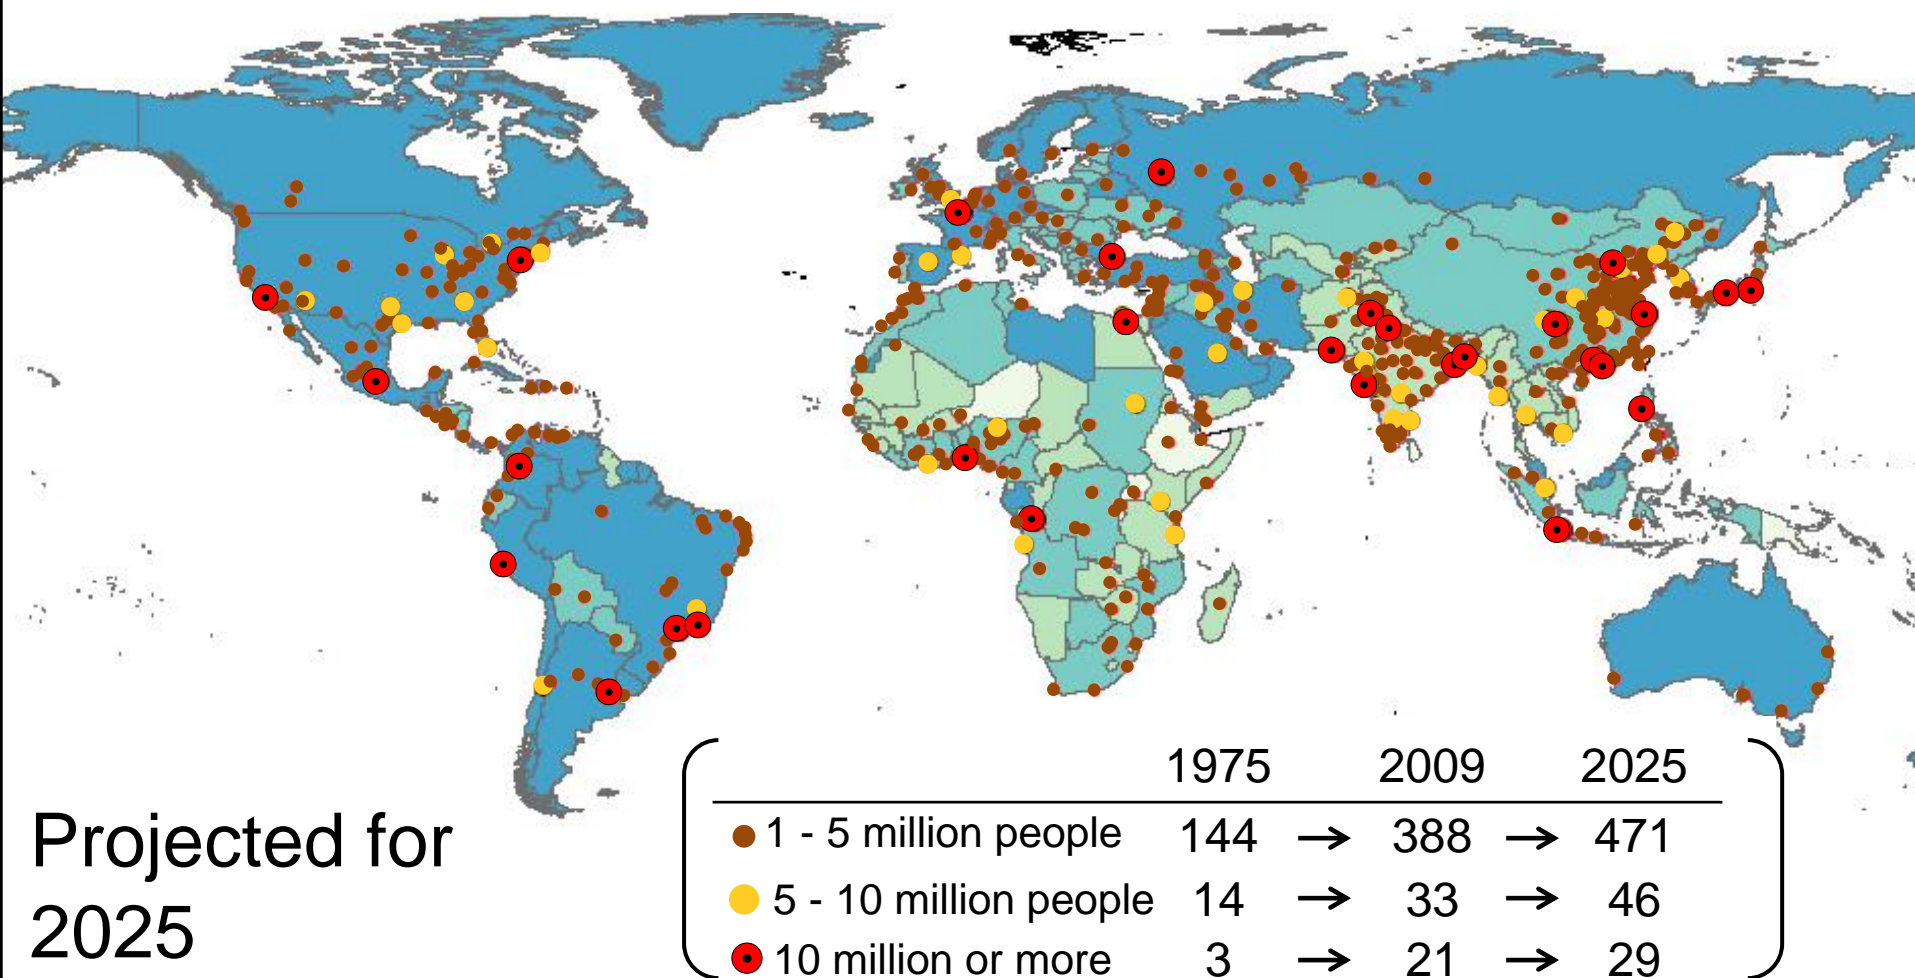 1975 2009 2025
1 - 5 million people 144 → 388 → 471
5 - 10 million people 14 → 33 → 46
10 million or more 3 → 21 → 29
Projected for
2025